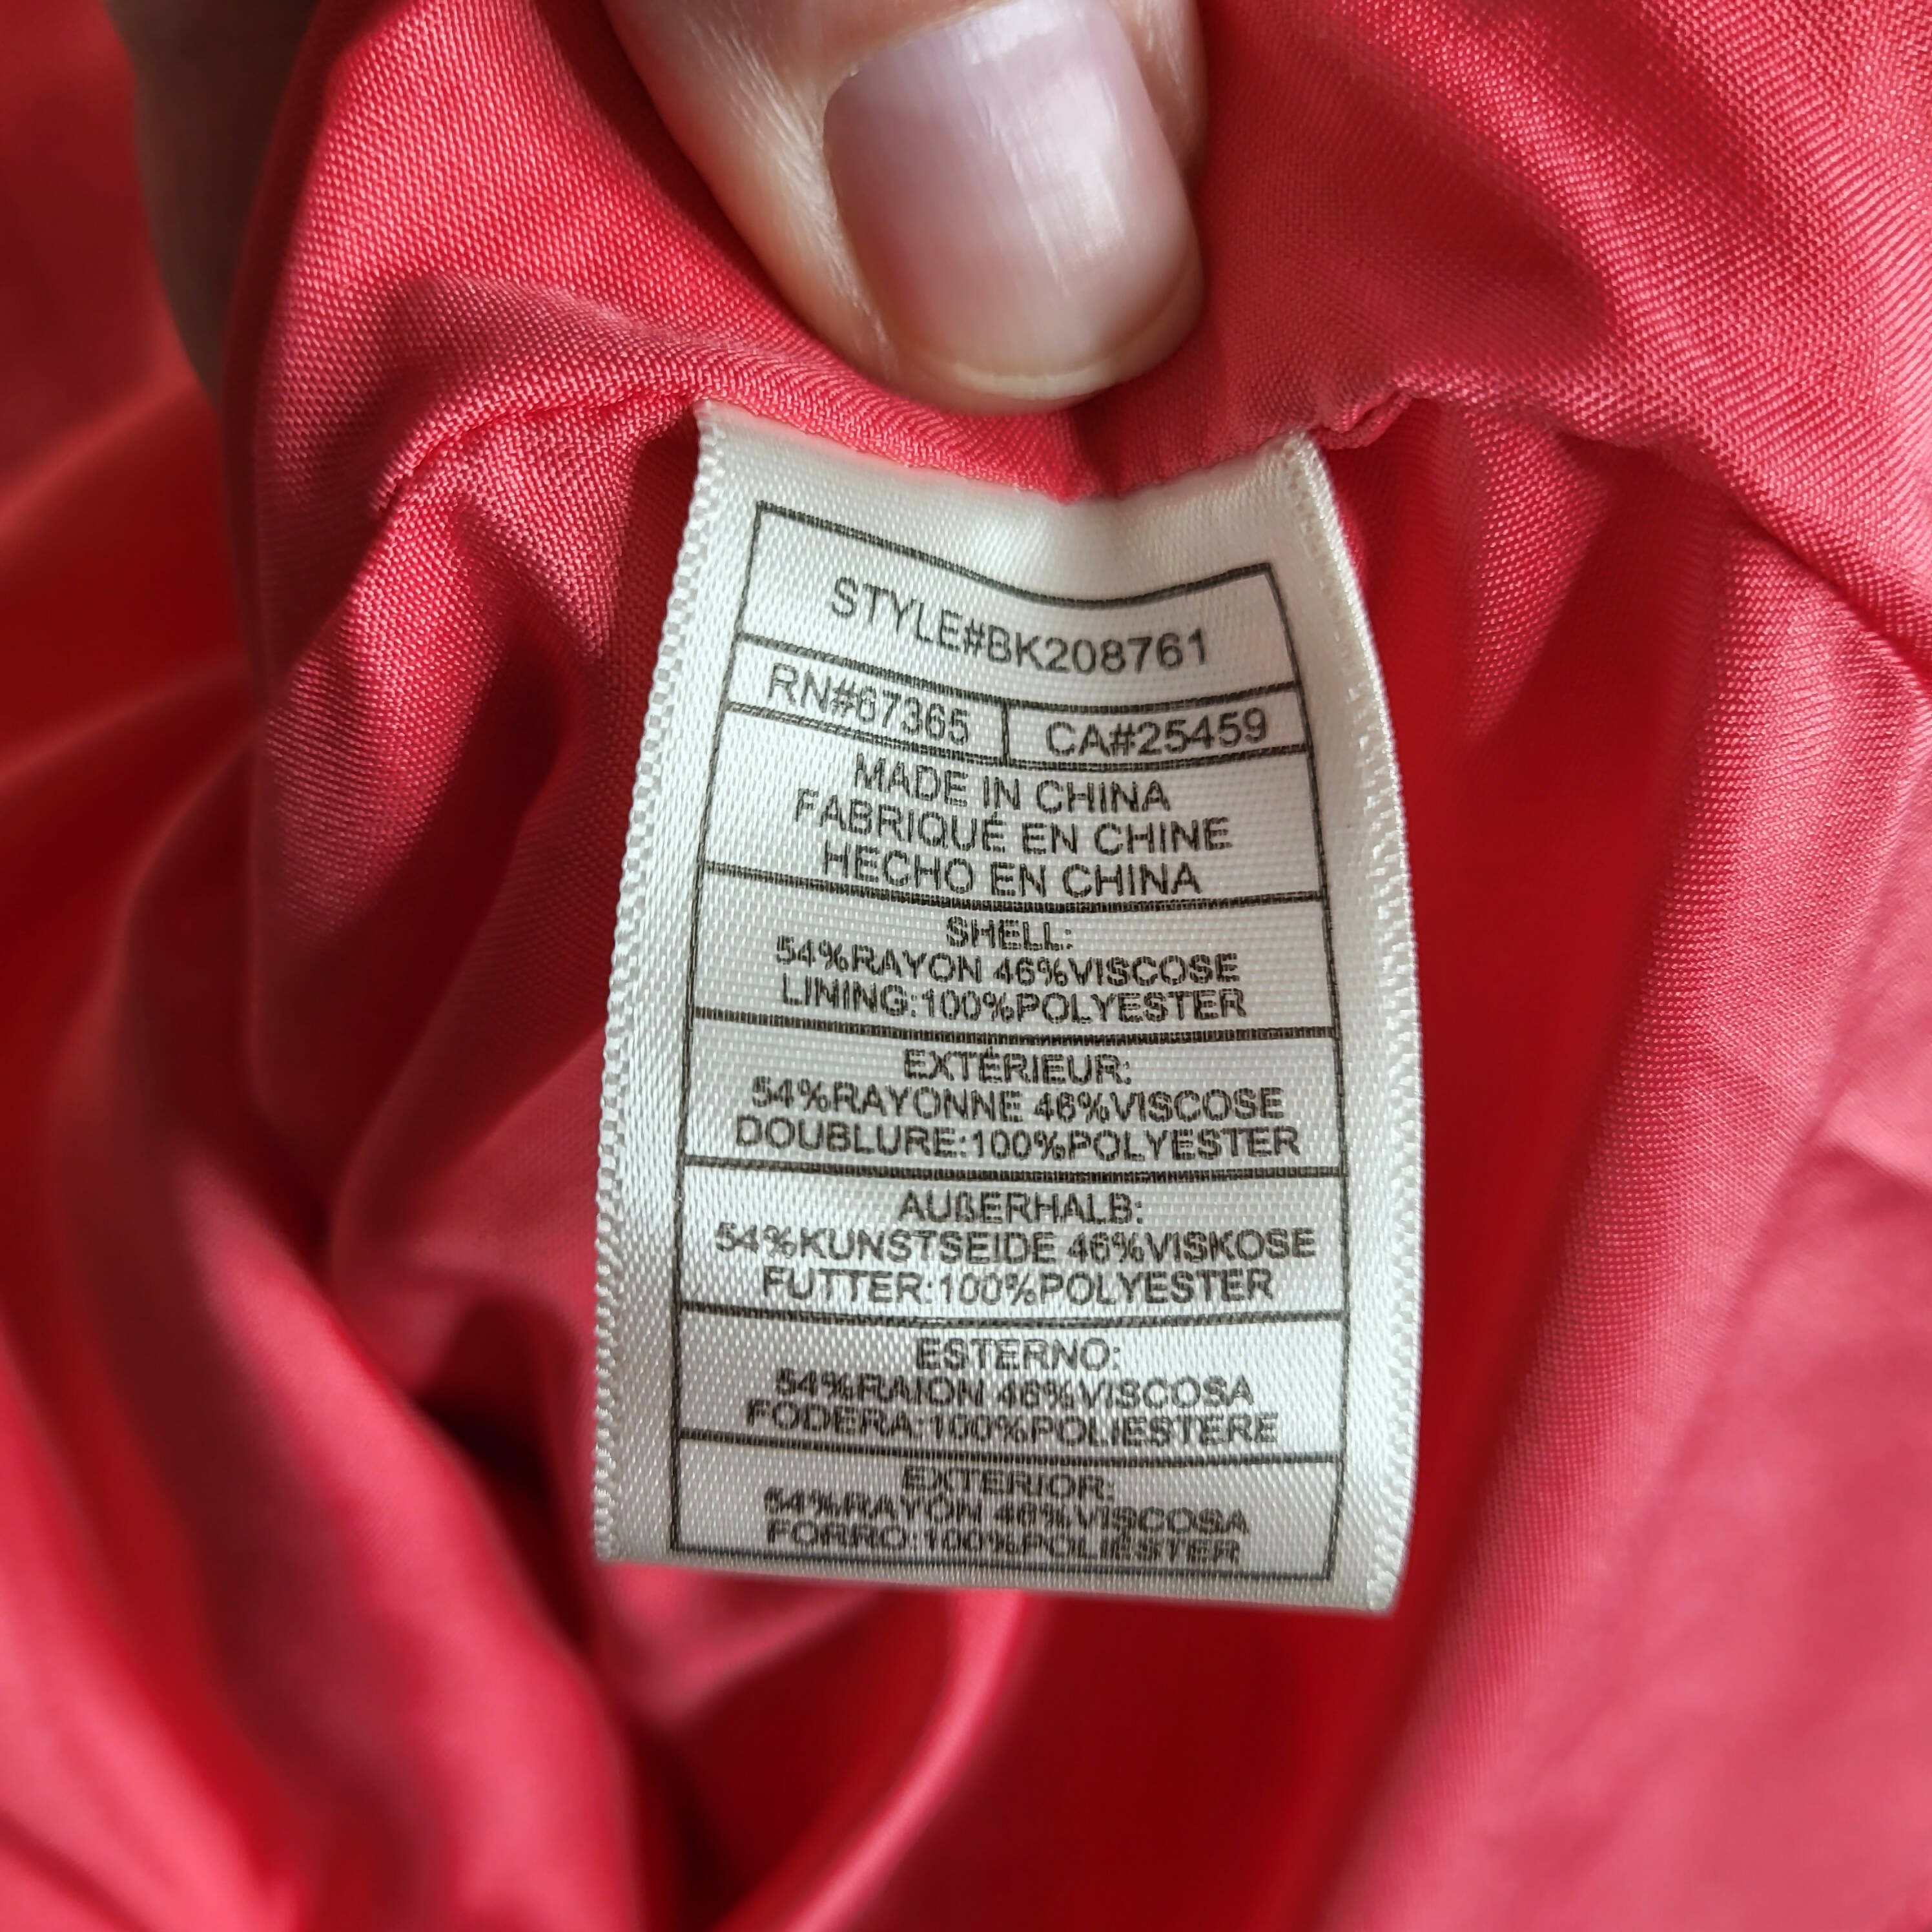 STYLE#BK208761
RN#67365 CA#25459
MADE IN CHINA
FABRIQUÉ EN CHINE
HECHO EN CHINA
SHELL:
54%RAYON 46%VISCOSE
LINING:100%POLYESTER
EXTÉRIEUR:
54%RAYONNE 46%VISCOSE
DOUBLURE:100%POLYESTER
AUßERHALB:
54%KUNSTSEIDE 46%VISKOSE
FUTTER:100%POLYESTER
ESTERNO:
54%RAION 46%VISCOSA
FODERA:100%POLIESTERE
EXTERIOR:
54%RAYÓN 46%VISCOSA
FORRO:100%POLIÉSTER